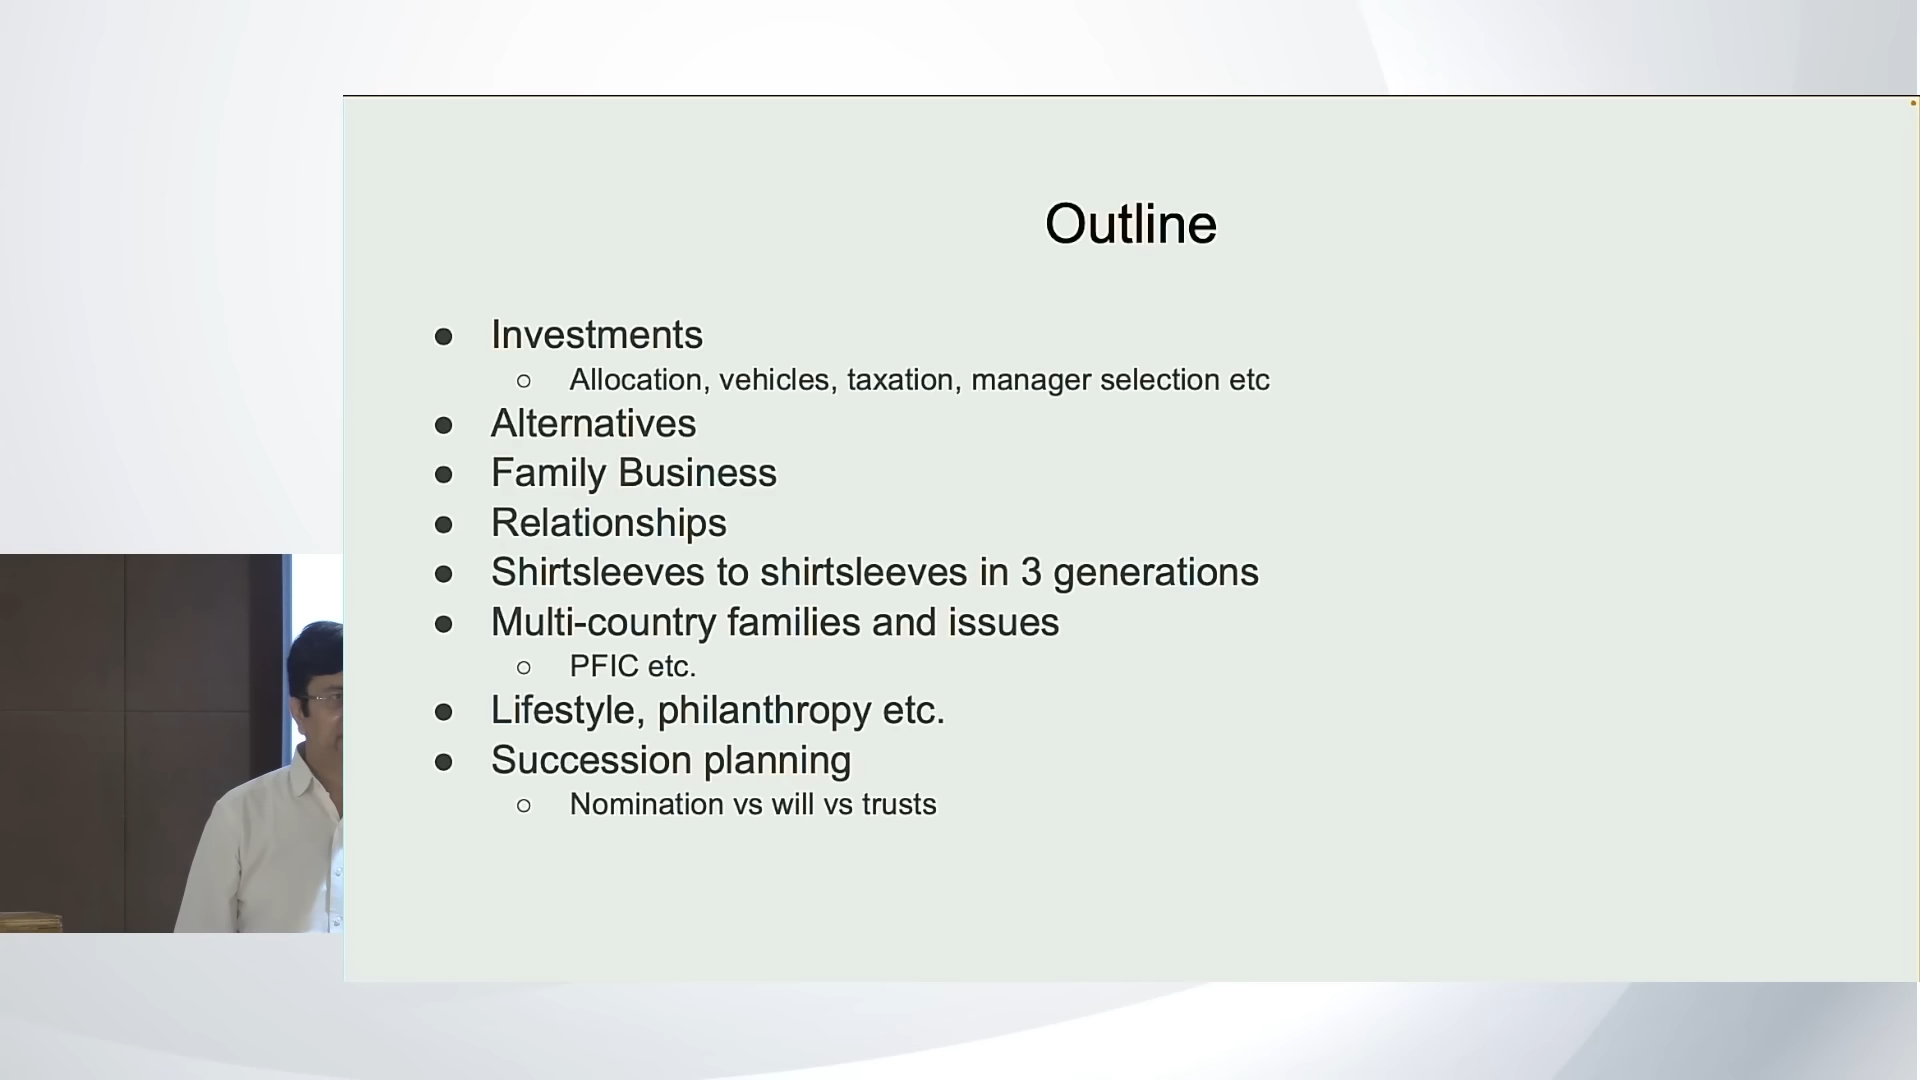 Outline
● Investments
○ Allocation, vehicles, taxation, manager selection etc
● Alternatives
● Family Business
● Relationships
● Shirtsleeves to shirtsleeves in 3 generations
● Multi-country families and issues
○ PFIC etc.
● Lifestyle, philanthropy etc.
● Succession planning
○ Nomination vs will vs trusts